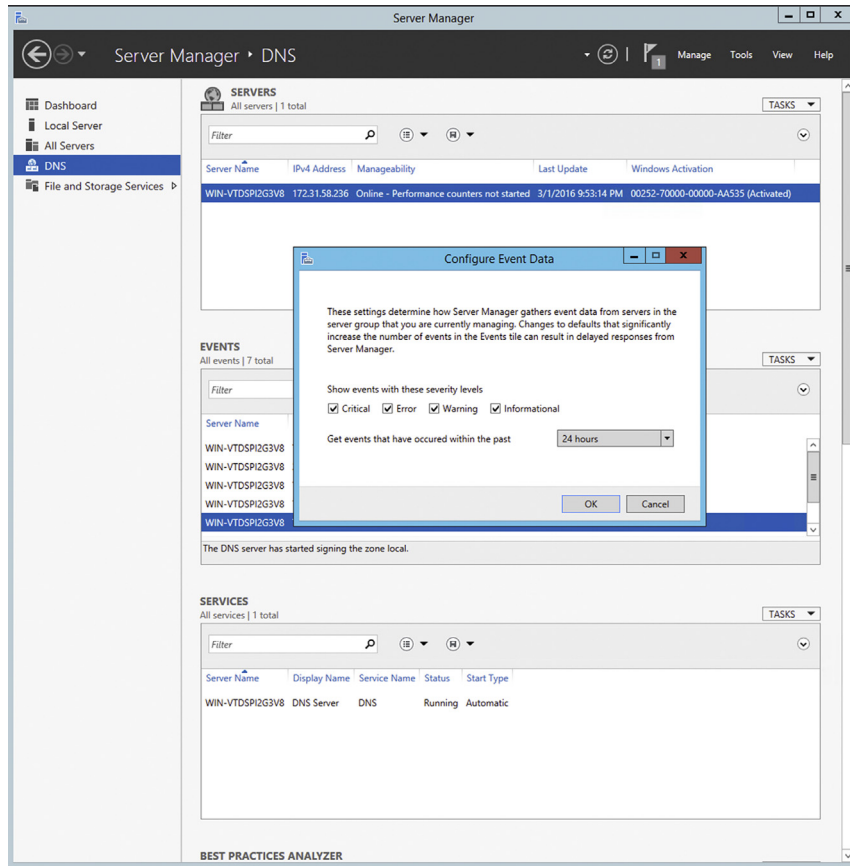 Server Manager
Server Manager • DNS
1
Manage Tools View Help
Dashboard
Local Server
All Servers
DNS
File and Storage Services
SERVERS
All servers | 1 total
TASKS
Filter
Server Name IPv4 Address Manageability Last Update Windows Activation
WIN-VTDSPI2G3V8 172.31.58.236 Online - Performance counters not started 3/1/2016 9:53:14 PM 00252-70000-00000-AA535 (Activated)
Configure Event Data
These settings determine how Server Manager gathers event data from servers in the
server group that you are currently managing. Changes to defaults that significantly
increase the number of events in the Events tile can result in delayed responses from
Server Manager.
Show events with these severity levels
Critical Error Warning Informational
Get events that have occured within the past 24 hours
OK Cancel
EVENTS
All events | 7 total
TASKS
Filter
Server Name
WIN-VTDSPI2G3V8
WIN-VTDSPI2G3V8
WIN-VTDSPI2G3V8
WIN-VTDSPI2G3V8
WIN-VTDSPI2G3V8
The DNS server has started signing the zone local.
SERVICES
All services | 1 total
TASKS
Filter
Server Name Display Name Service Name Status Start Type
WIN-VTDSPI2G3V8 DNS Server DNS Running Automatic
BEST PRACTICES ANALYZER